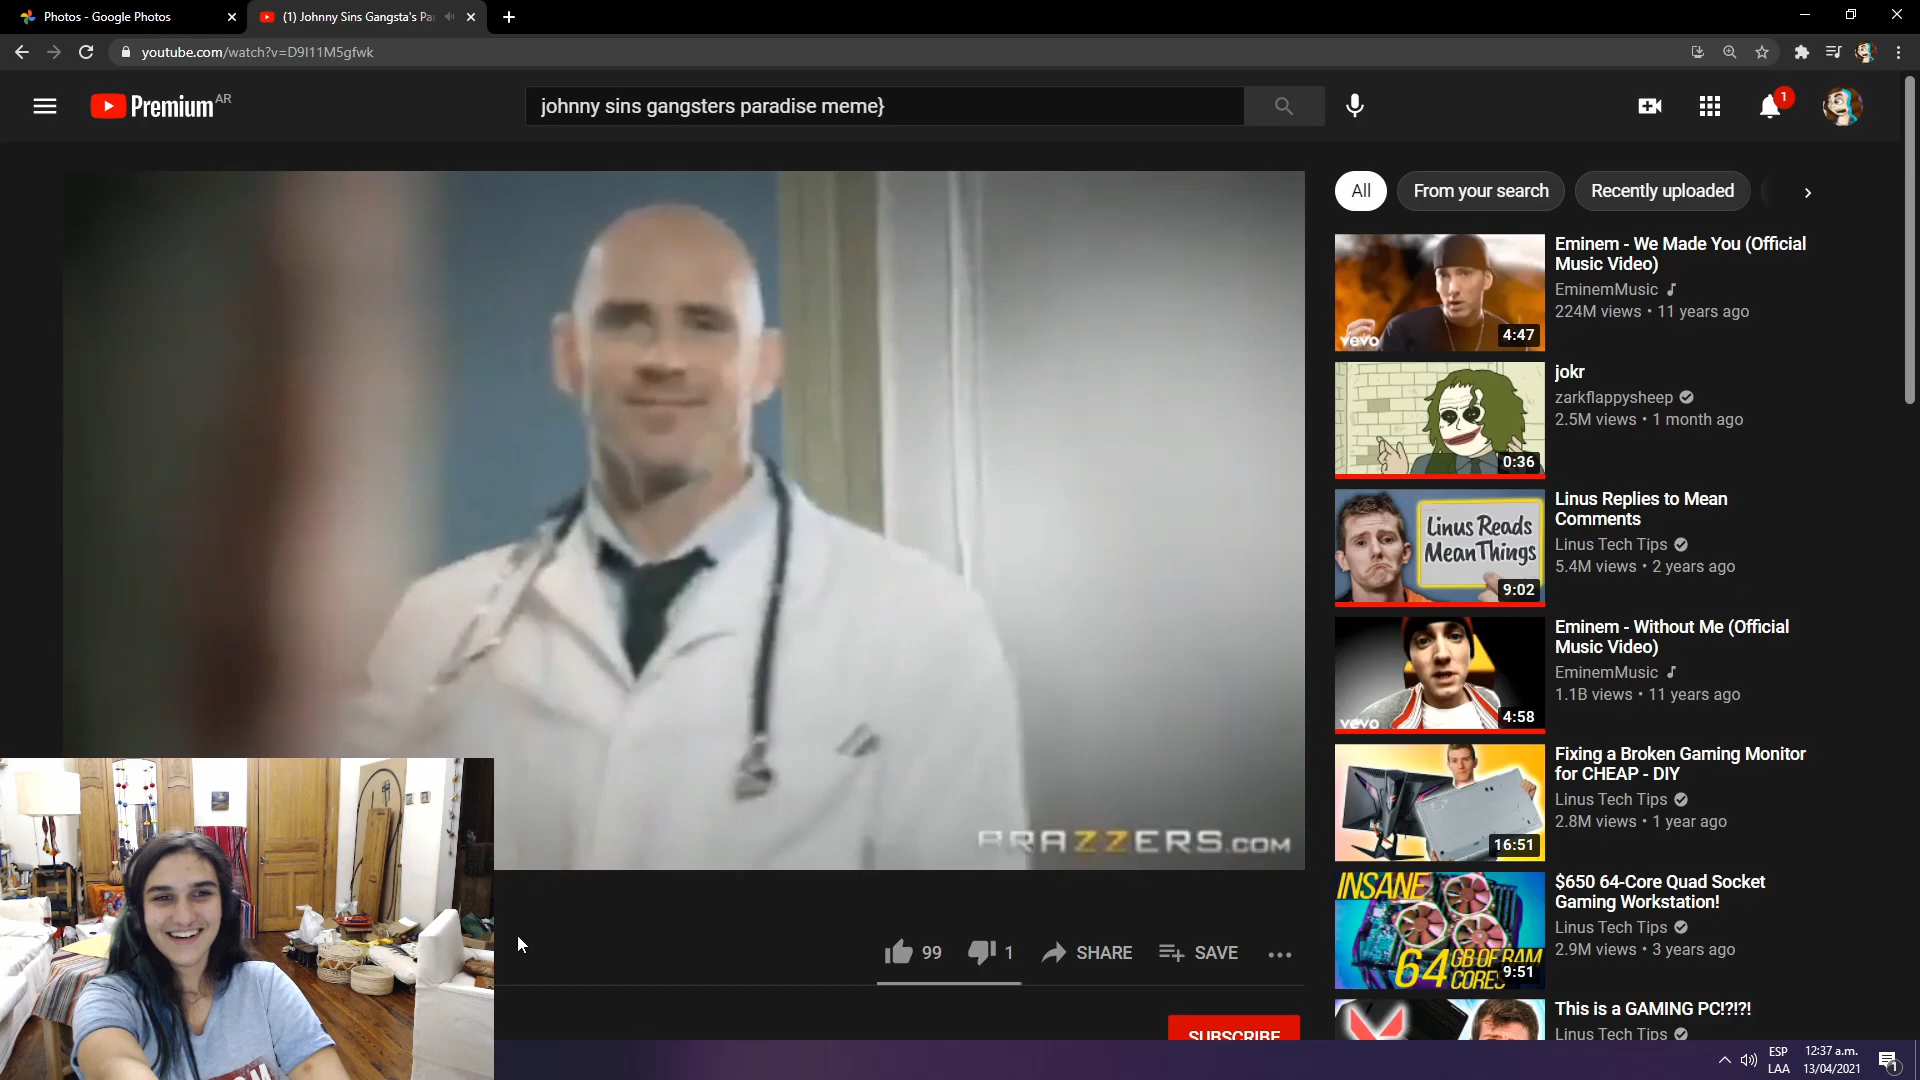 Photos - Google Photos
(1) Johnny Sins Gangsta's Pa
youtube.com/watch?v=D9I11M5gfwk
Premium AR
johnny sins gangsters paradise meme}
1
BRAZZERS.COM
99
1
SHARE
SAVE
SUBSCRIBE
All
From your search
Recently uploaded
vevo
4:47
Eminem - We Made You (Official
Music Video)
EminemMusic
224M views • 11 years ago
0:36
jokr
zarkflappysheep
2.5M views • 1 month ago
Linus Reads
Mean Things
9:02
Linus Replies to Mean
Comments
Linus Tech Tips
5.4M views • 2 years ago
vevo
4:58
Eminem - Without Me (Official
Music Video)
EminemMusic
1.1B views • 11 years ago
16:51
Fixing a Broken Gaming Monitor
for CHEAP - DIY
Linus Tech Tips
2.8M views • 1 year ago
INSANE
64 GB OF RAM
CORES
9:51
$650 64-Core Quad Socket
Gaming Workstation!
Linus Tech Tips
2.9M views • 3 years ago
This is a GAMING PC!?!?!
Linus Tech Tips
ESP
LAA
12:37 a.m.
13/04/2021
1